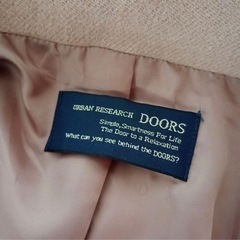 URBAN RESEARCH DOORS
Simple, Smartness For Life
The Door to a Relaxation
What can you see behind the DOORS?